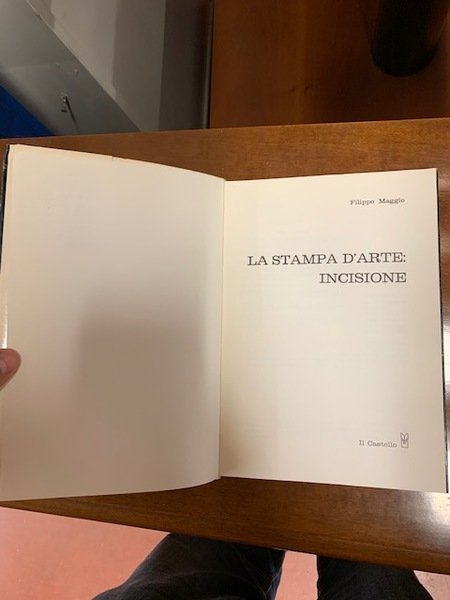 Filippo Maggio
LA STAMPA D'ARTE:
INCISIONE
Il Castello